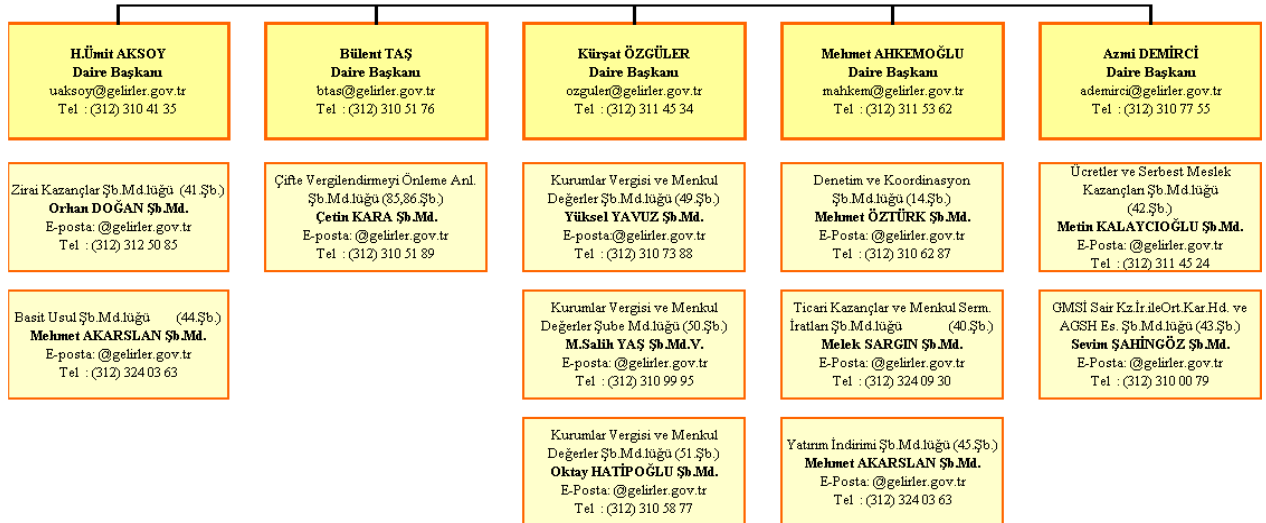 H.Ümit AKSOY
Daire Başkanı
uaksoy@gelirler.gov.tr
Tel : (312) 310 41 35
Bülent TAŞ
Daire Başkanı
btas@gelirler.gov.tr
Tel : (312) 310 51 76
Kürşat ÖZGÜLER
Daire Başkanı
ozguler@gelirler.gov.tr
Tel : (312) 311 45 34
Mehmet AHKEMOĞLU
Daire Başkanı
mahkem@gelirler.gov.tr
Tel : (312) 311 53 62
Azmi DEMİRCİ
Daire Başkanı
ademirci@gelirler.gov.tr
Tel : (312) 310 77 55
Zirai Kazançlar Şb.Md.lüğü (41.Şb.)
Orhan DOĞAN Şb.Md.
E-posta: @gelirler.gov.tr
Tel : (312) 312 50 85
Çifte Vergilendirmeyi Önleme Anl.
Şb.Md.lüğü (85,86.Şb.)
Çetin KARA Şb.Md.
E-posta: @gelirler.gov.tr
Tel : (312) 310 51 89
Kurumlar Vergisi ve Menkul
Değerler Şb.Md.lüğü (49.Şb.)
Yüksel YAVUZ Şb.Md.
E-posta:@gelirler.gov.tr
Tel : (312) 310 73 88
Denetim ve Koordinasyon
Şb.Md.lüğü (14.Şb.)
Mehmet ÖZTÜRK Şb.Md.
E-posta: @gelirler.gov.tr
Tel : (312) 310 62 87
Ücretler ve Serbest Meslek
Kazançları Şb.Md.lüğü
(42.Şb.)
Metin KALAYCIOĞLU Şb.Md.
E-Posta: @gelirler.gov.tr
Tel : (312) 311 45 24
Basit Usul Şb.Md.lüğü (44.Şb.)
Mehmet AKARSLAN Şb.Md.
E-posta: @gelirler.gov.tr
Tel : (312) 324 03 63
Kurumlar Vergisi ve Menkul
Değerler Şube Md.lüğü (50.Şb.)
M.Salih YAŞ Şb.Md.V.
E-posta: @gelirler.gov.tr
Tel : (312) 310 99 95
Ticari Kazançlar ve Menkul Serm.
İratları Şb.Md.lüğü (40.Şb.)
Melek SARGIN Şb.Md.
E-posta: @gelirler.gov.tr
Tel : (312) 324 09 30
GMSİ Sair Kz.İr.ileOrt.Kar.Hd. ve
AGSH Es. Şb.Md.lüğü (43.Şb.)
Sevim ŞAHİNGÖZ Şb.Md.
E-Posta: @gelirler.gov.tr
Tel : (312) 310 00 79
Kurumlar Vergisi ve Menkul
Değerler Şb.Md.lüğü (51.Şb.)
Oktay HATİPOĞLU Şb.Md.
E-Posta: @gelirler.gov.tr
Tel : (312) 310 58 77
Yatırım İndirimi Şb.Md.lüğü (45.Şb.)
Mehmet AKARSLAN Şb.Md.
E-Posta: @gelirler.gov.tr
Tel : (312) 324 03 63